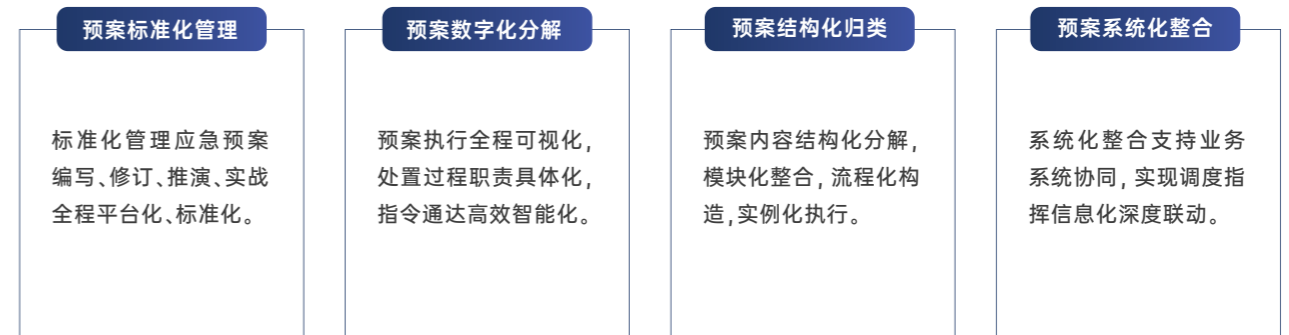 预案标准化管理
标准化管理应急预案
编写、修订、推演、实战
全程平台化、标准化。
预案数字化分解
预案执行全程可视化,
处置过程职责具体化,
指令通达高效智能化。
预案结构化归类
预案内容结构化分解,
模块化整合, 流程化构
造,实例化执行。
预案系统化整合
系统化整合支持业务
系统协同, 实现调度指
挥信息化深度联动。